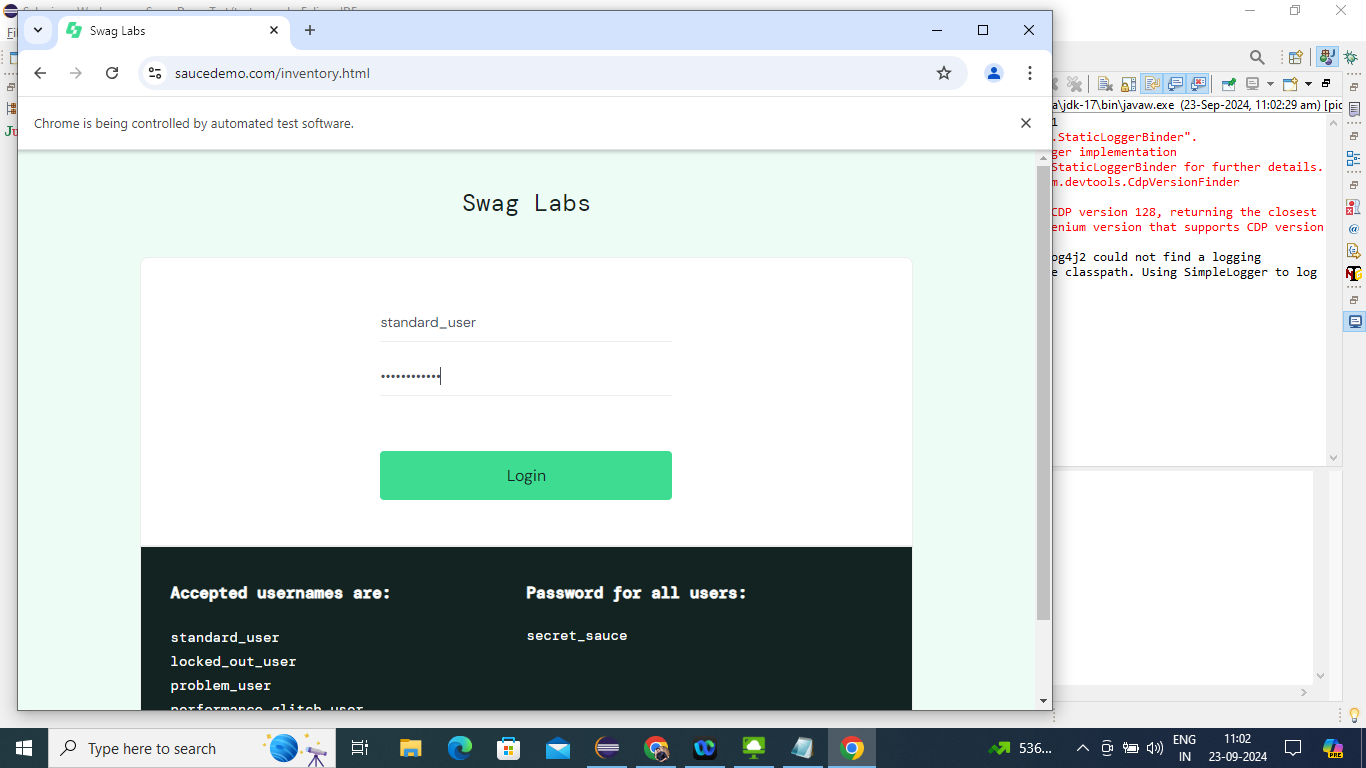 Swag Labs
saucedemo.com/inventory.html
Chrome is being controlled by automated test software.
Swag Labs
standard_user
••••••••••••
Login
Accepted usernames are:
standard_user
locked_out_user
problem_user
performance_glitch_user
Password for all users:
secret_sauce
a\jdk-17\bin\javaw.exe (23-Sep-2024, 11:02:29 am) [pic
1
.StaticLoggerBinder".
ger implementation
StaticLoggerBinder for further details.
m.devtools.CdpVersionFinder
CDP version 128, returning the closest
enium version that supports CDP version
og4j2 could not find a logging
e classpath. Using SimpleLogger to log
Type here to search
536...
ENG
IN
11:02
23-09-2024
PRE